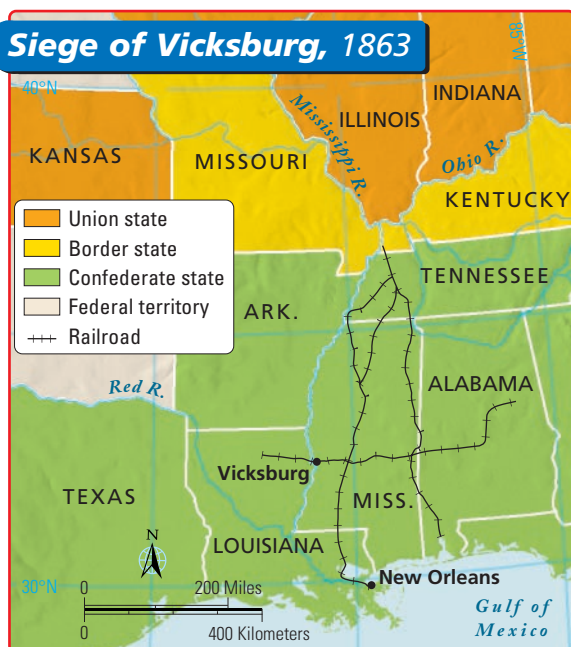 Siege of Vicksburg, 1863
85°W
40°N
INDIANA
ILLINOIS
Mississippi R.
KANSAS
MISSOURI
Ohio R.
KENTUCKY
Union state
Border state
Confederate state
Federal territory
Railroad
TENNESSEE
ARK.
Red R.
ALABAMA
Vicksburg
TEXAS
MISS.
LOUISIANA
N
New Orleans
30°N
0 200 Miles
0 400 Kilometers
Gulf of
Mexico